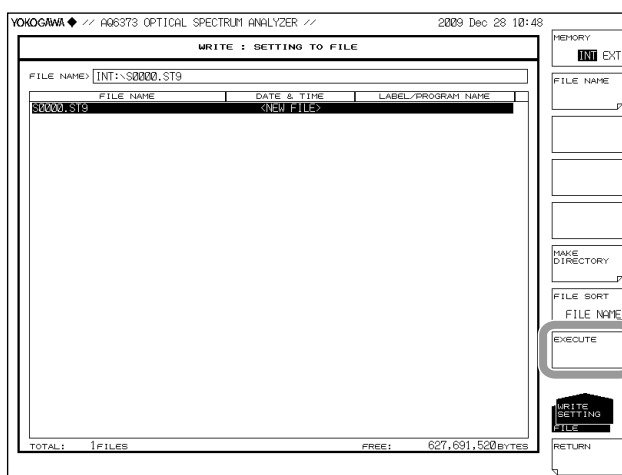 YOKOGAWA◆ // AQ6373 OPTICAL SPECTRUM ANALYZER // 2009 Dec 28 10:48
WRITE : SETTING TO FILE
FILE NAME> INT:\S0000.ST9
FILE NAME DATE & TIME LABEL/PROGRAM NAME
S0000.ST9 <NEW FILE>
TOTAL: 1FILES FREE: 627,691,520BYTES
MEMORY
INT EXT
FILE NAME
MAKE
DIRECTORY
FILE SORT
FILE NAME
EXECUTE
WRITE
SETTING
FILE
RETURN